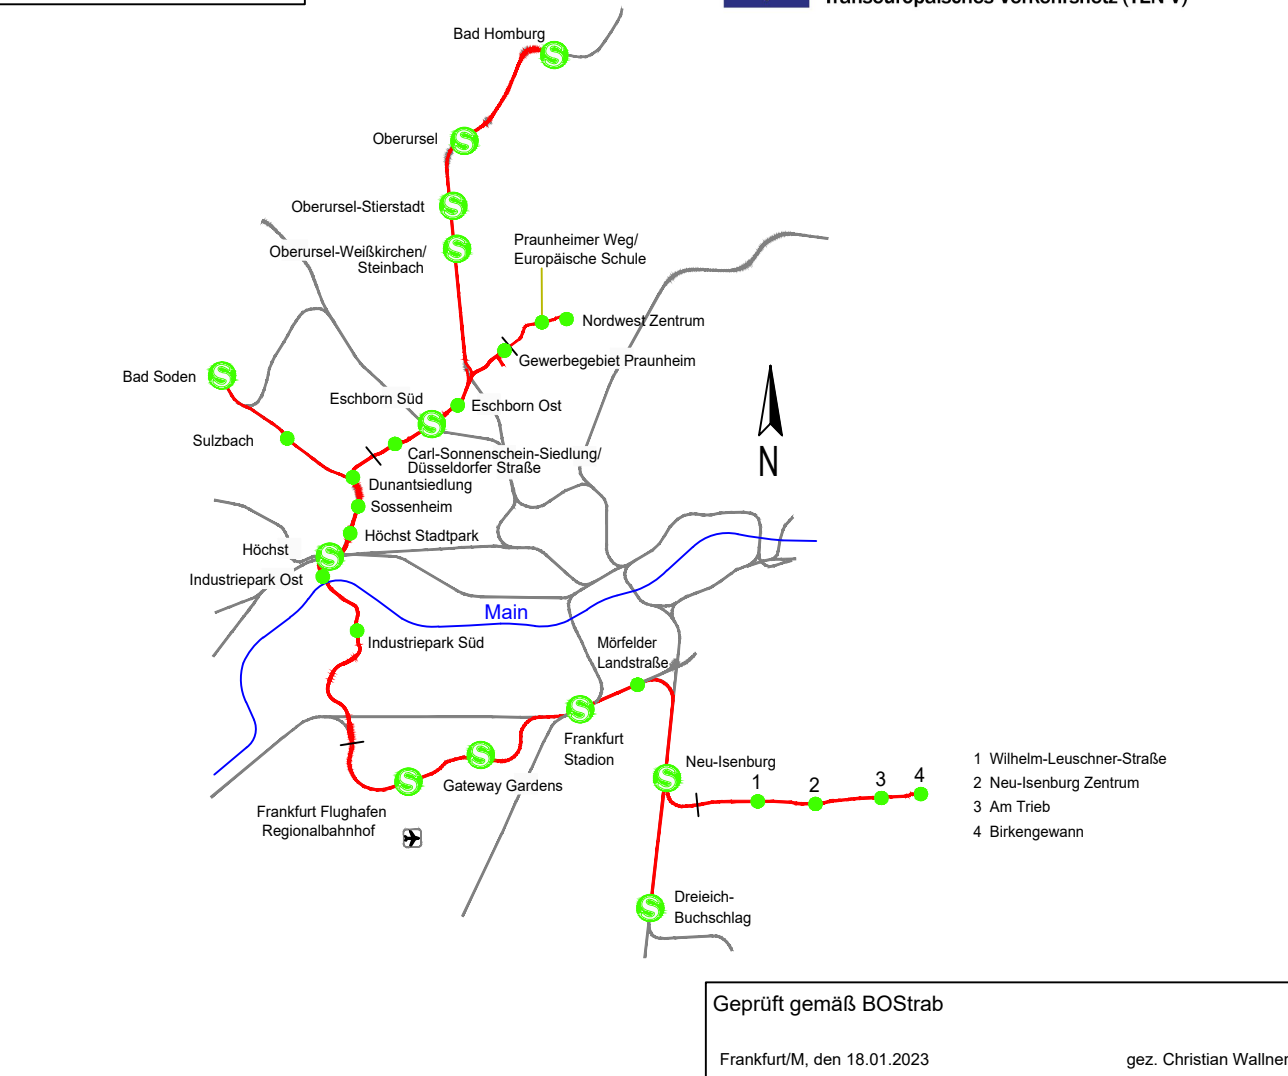 Transeuropäisches Verkehrsnetz (TEN-V)
Bad Homburg
Oberursel
Oberursel-Stierstadt
Oberursel-Weißkirchen/
Steinbach
Praunheimer Weg/
Europäische Schule
Nordwest Zentrum
Gewerbegebiet Praunheim
Bad Soden
Eschborn Süd
Eschborn Ost
Sulzbach
Carl-Sonnenschein-Siedlung/
Düsseldorfer Straße
Dunantsiedlung
Sossenheim
Höchst Stadtpark
Höchst
Industriepark Ost
N
Main
Industriepark Süd
Mörfelder
Landstraße
Frankfurt
Stadion
Gateway Gardens
Frankfurt Flughafen
Regionalbahnhof
Neu-Isenburg
1
2
3
4
1 Wilhelm-Leuschner-Straße
2 Neu-Isenburg Zentrum
3 Am Trieb
4 Birkengewann
Dreieich-
Buchschlag
Geprüft gemäß BOStrab
Frankfurt/M, den 18.01.2023
gez. Christian Wallner